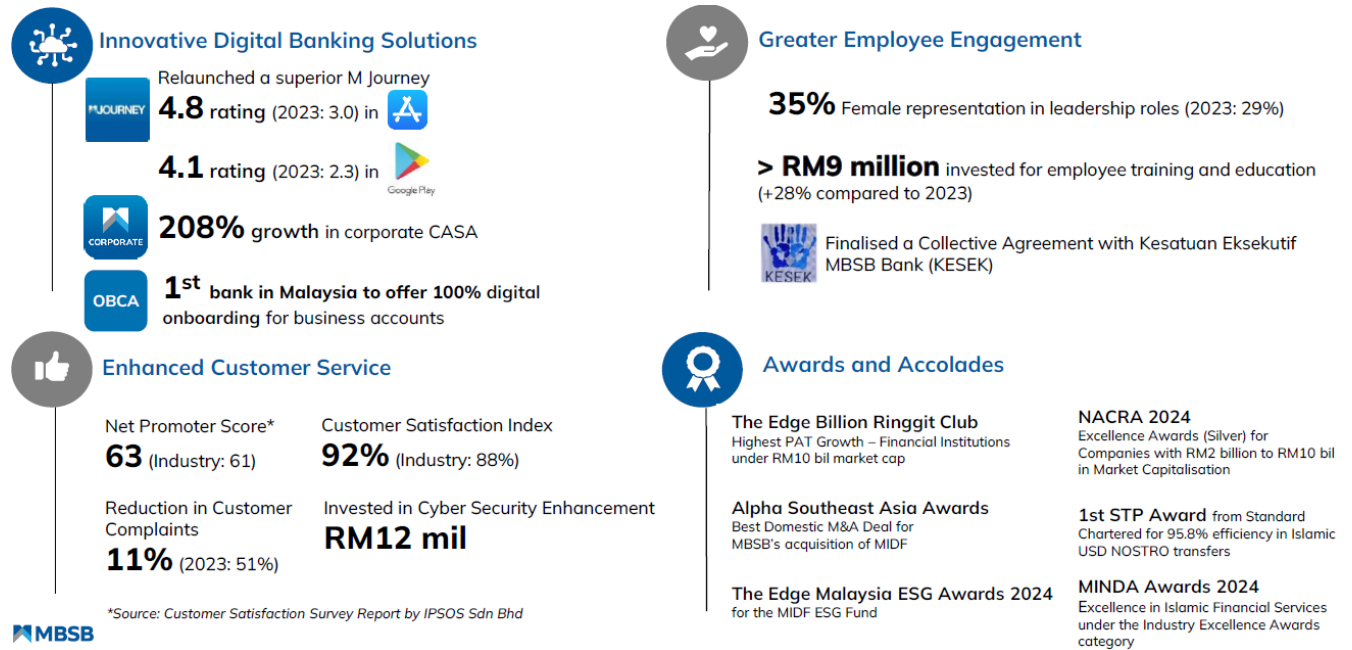 Innovative Digital Banking Solutions
Relaunched a superior M Journey
MJOURNEY
4.8 rating (2023: 3.0) in
4.1 rating (2023: 2.3) in
Google Play
CORPORATE
208% growth in corporate CASA
OBCA
1st bank in Malaysia to offer 100% digital
onboarding for business accounts
Greater Employee Engagement
35% Female representation in leadership roles (2023: 29%)
> RM9 million invested for employee training and education
(+28% compared to 2023)
KESEK
Finalised a Collective Agreement with Kesatuan Eksekutif
MBSB Bank (KESEK)
Enhanced Customer Service
Net Promoter Score*
63 (Industry: 61)
Customer Satisfaction Index
92% (Industry: 88%)
Reduction in Customer
Complaints
11% (2023: 51%)
Invested in Cyber Security Enhancement
RM12 mil
*Source: Customer Satisfaction Survey Report by IPSOS Sdn Bhd
MBSB
Awards and Accolades
The Edge Billion Ringgit Club
Highest PAT Growth – Financial Institutions
under RM10 bil market cap
Alpha Southeast Asia Awards
Best Domestic M&A Deal for
MBSB's acquisition of MIDF
The Edge Malaysia ESG Awards 2024
for the MIDF ESG Fund
NACRA 2024
Excellence Awards (Silver) for
Companies with RM2 billion to RM10 bil
in Market Capitalisation
1st STP Award from Standard
Chartered for 95.8% efficiency in Islamic
USD NOSTRO transfers
MINDA Awards 2024
Excellence in Islamic Financial Services
under the Industry Excellence Awards
category